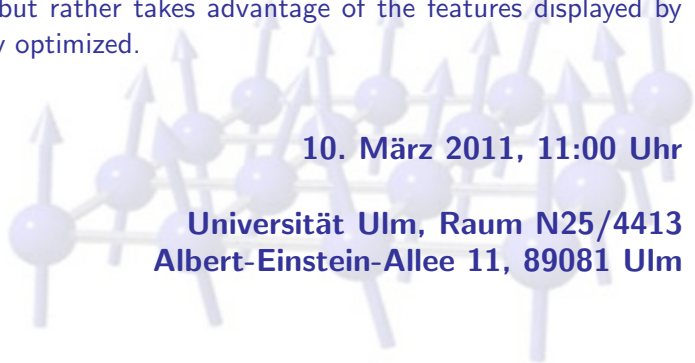 but rather takes advantage of the features displayed by
y optimized.
10. März 2011, 11:00 Uhr
Universität Ulm, Raum N25/4413
Albert-Einstein-Allee 11, 89081 Ulm